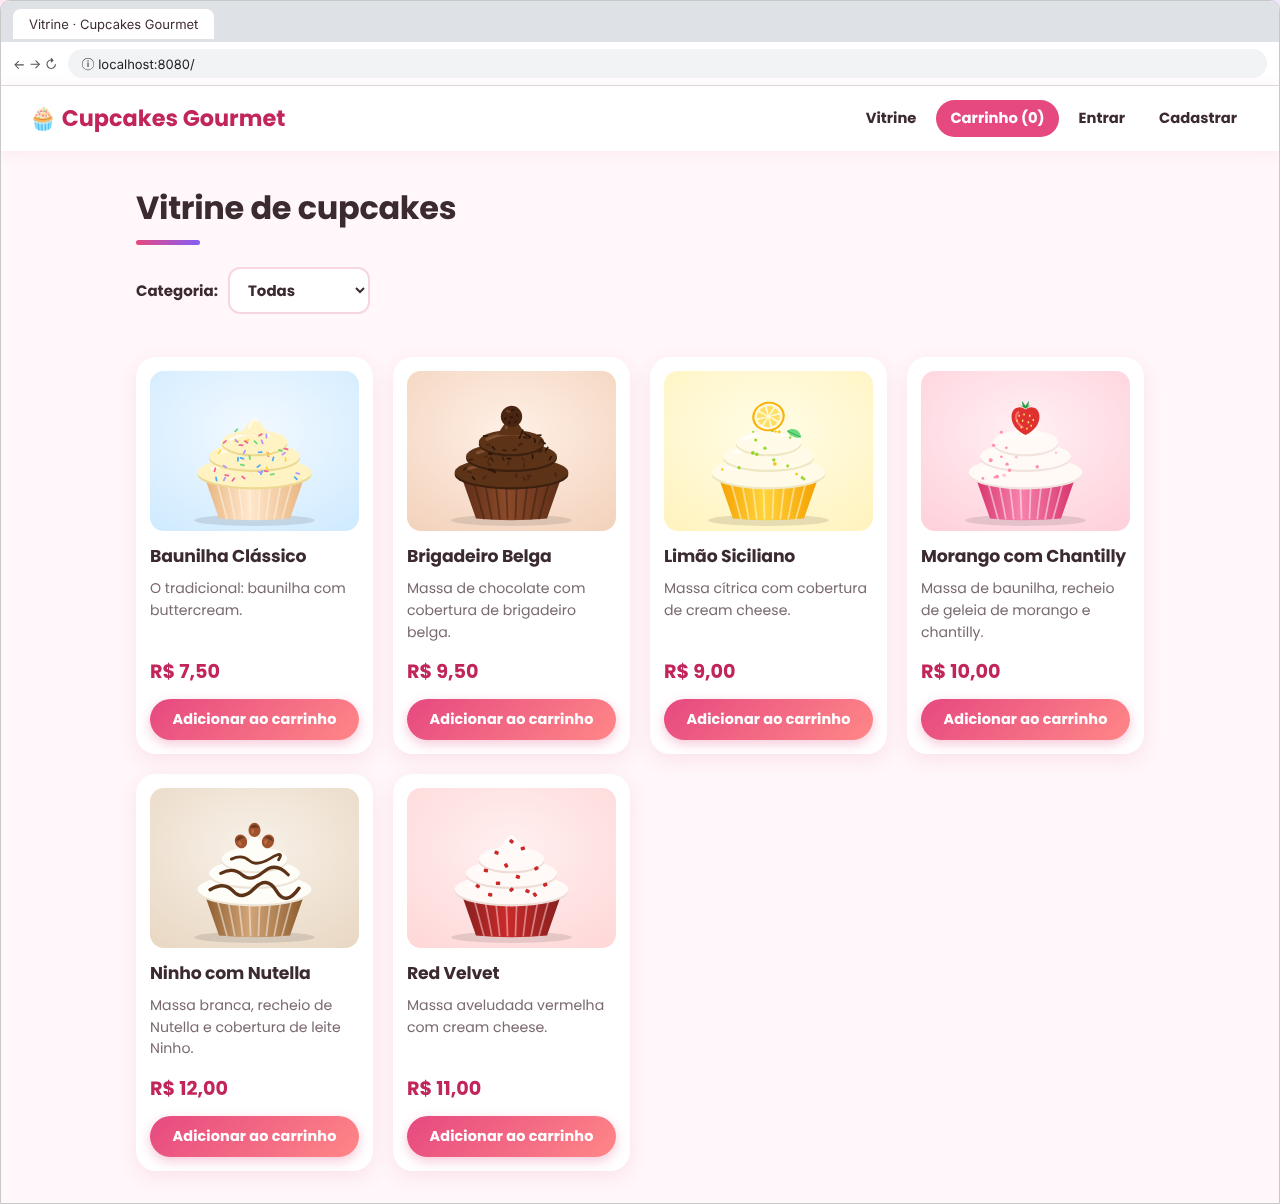 Vitrine · Cupcakes Gourmet
localhost:8080/
Cupcakes Gourmet
Vitrine
Carrinho (0)
Entrar
Cadastrar
Vitrine de cupcakes
Categoria:
Todas
Baunilha Clássico
O tradicional: baunilha com
buttercream.
R$ 7,50
Adicionar ao carrinho
Brigadeiro Belga
Massa de chocolate com
cobertura de brigadeiro
belga.
R$ 9,50
Adicionar ao carrinho
Limão Siciliano
Massa cítrica com cobertura
de cream cheese.
R$ 9,00
Adicionar ao carrinho
Morango com Chantilly
Massa de baunilha, recheio
de geleia de morango e
chantilly.
R$ 10,00
Adicionar ao carrinho
Ninho com Nutella
Massa branca, recheio de
Nutella e cobertura de leite
Ninho.
R$ 12,00
Adicionar ao carrinho
Red Velvet
Massa aveludada vermelha
com cream cheese.
R$ 11,00
Adicionar ao carrinho